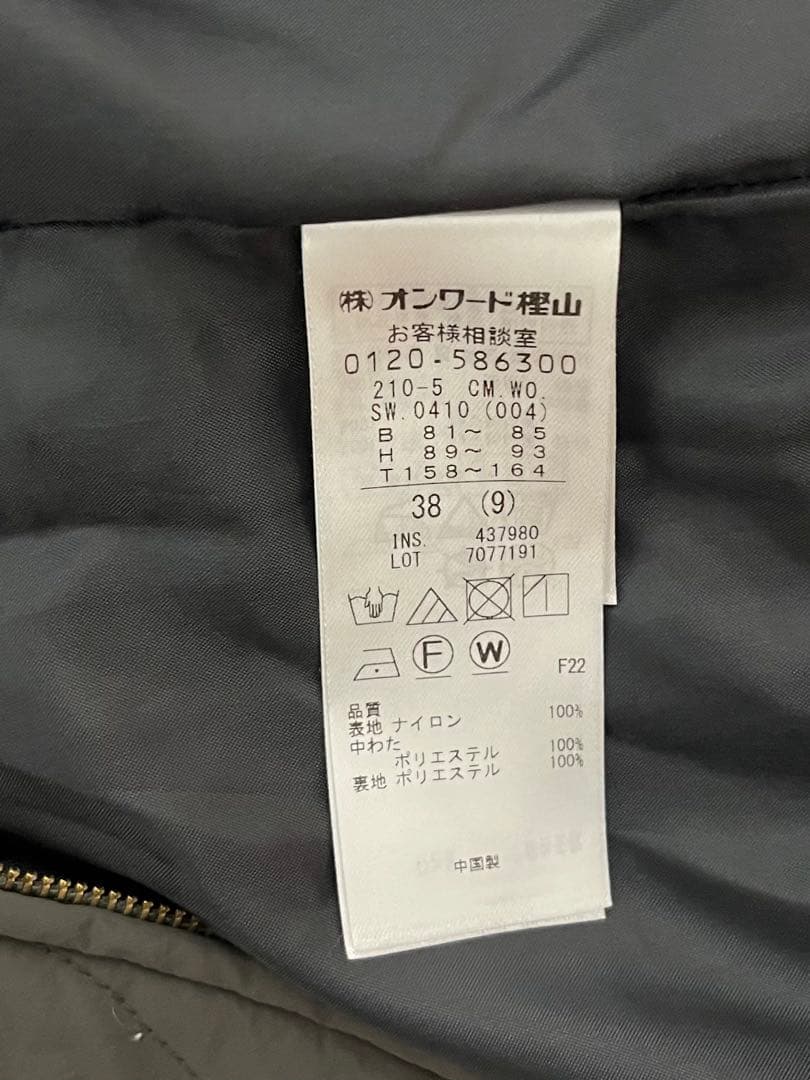 ㈱オンワード樫山
お客様相談室
0120-586300
210-5 CM.WO.
SW.0410 (004)
B 81～ 85
H 89～ 93
T158～164
38 (9)
INS. 437980
LOT 7077191
F W
F22
品質
表地 ナイロン 100%
中わた
ポリエステル 100%
裏地 ポリエステル 100%
中国製